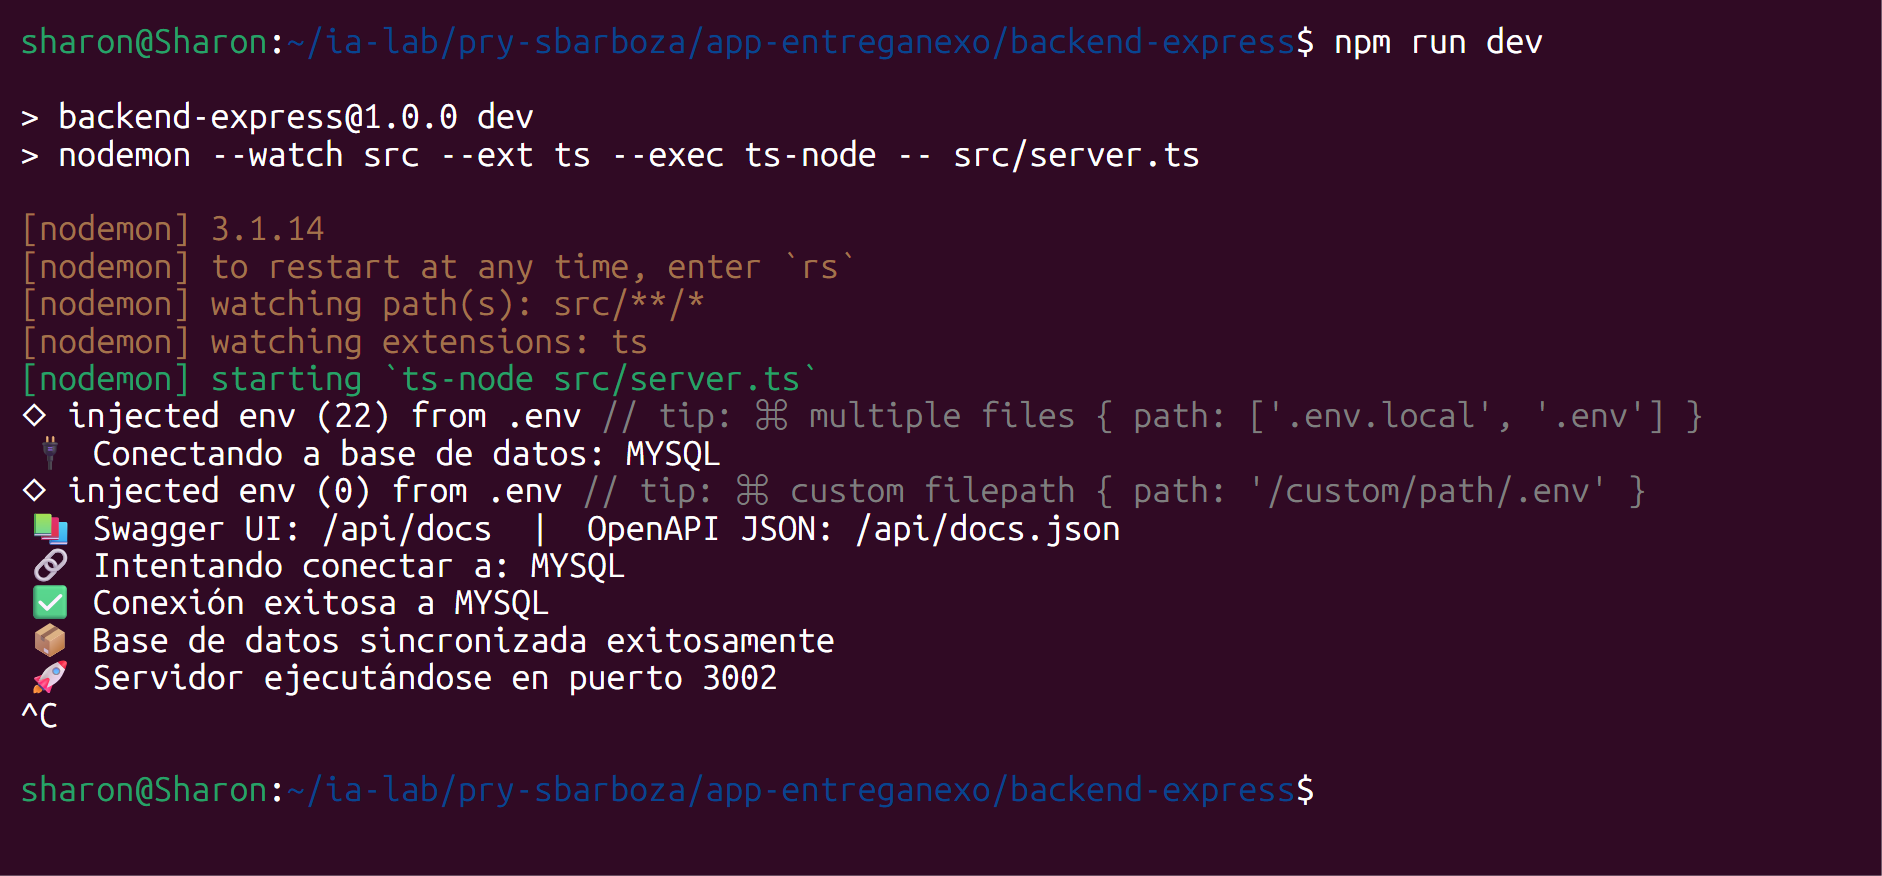 sharon@Sharon:~/ia-lab/pry-sbarboza/app-entreganexo/backend-express$ npm run dev
> backend-express@1.0.0 dev
> nodemon --watch src --ext ts --exec ts-node -- src/server.ts
[nodemon] 3.1.14
[nodemon] to restart at any time, enter `rs`
[nodemon] watching path(s): src/**/*
[nodemon] watching extensions: ts
[nodemon] starting `ts-node src/server.ts`
◇ injected env (22) from .env // tip: ⌘ multiple files { path: ['.env.local', '.env'] }
🔌 Conectando a base de datos: MYSQL
◇ injected env (0) from .env // tip: ⌘ custom filepath { path: '/custom/path/.env' }
📚 Swagger UI: /api/docs | OpenAPI JSON: /api/docs.json
🔗 Intentando conectar a: MYSQL
✅ Conexión exitosa a MYSQL
📦 Base de datos sincronizada exitosamente
🚀 Servidor ejecutándose en puerto 3002
^C
sharon@Sharon:~/ia-lab/pry-sbarboza/app-entreganexo/backend-express$